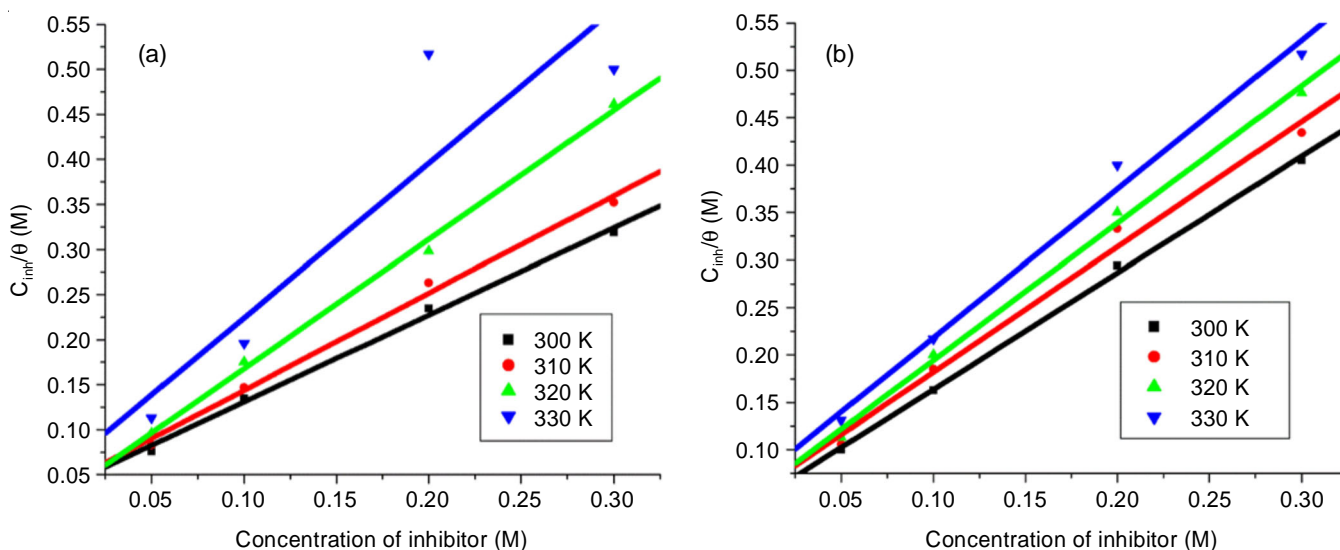 (a)
0.55
0.50
0.45
0.40
0.35
0.30
0.25
0.20
0.15
0.10
0.05
C_inh/θ (M)
300 K
310 K
320 K
330 K
0.05 0.10 0.15 0.20 0.25 0.30
Concentration of inhibitor (M)
(b)
0.55
0.50
0.45
0.40
0.35
0.30
0.25
0.20
0.15
0.10
C_inh/θ (M)
300 K
310 K
320 K
330 K
0.05 0.10 0.15 0.20 0.25 0.30
Concentration of inhibitor (M)